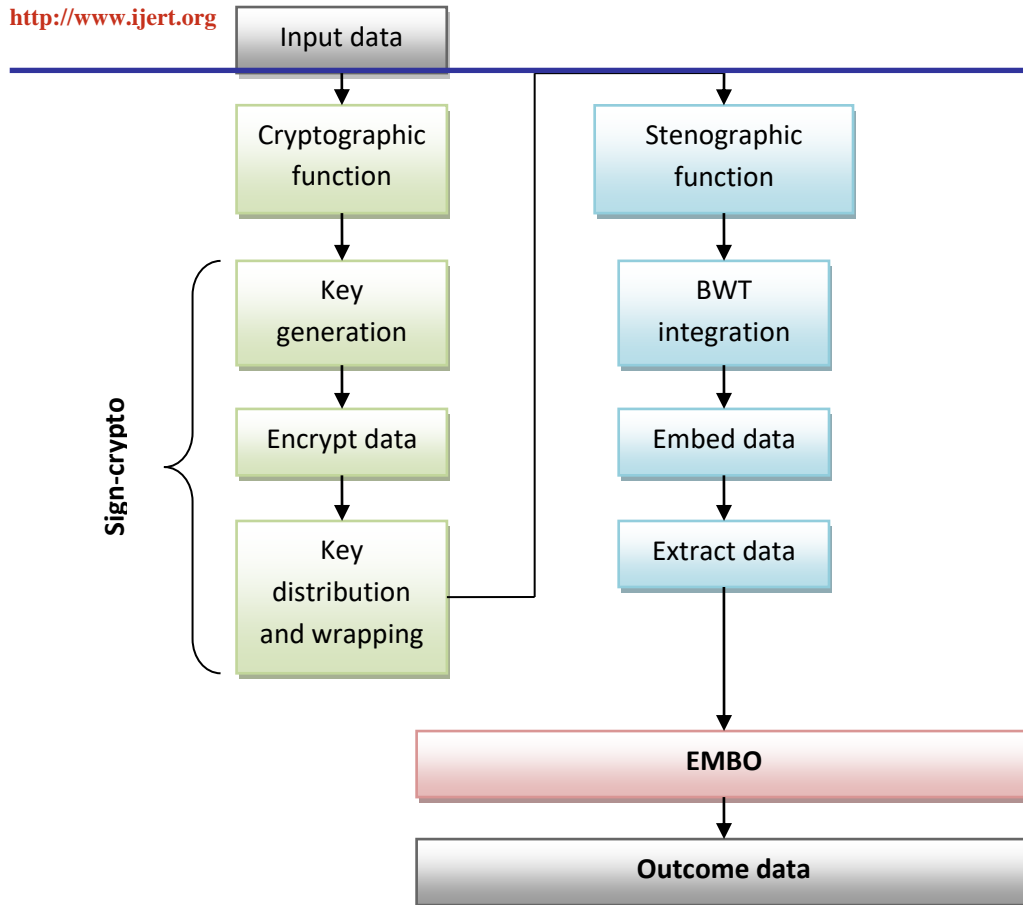 http://www.ijert.org
Input data
Cryptographic
function
Key
generation
Encrypt data
Key
distribution
and wrapping
Sign-crypto
Stenographic
function
BWT
integration
Embed data
Extract data
EMBO
Outcome data